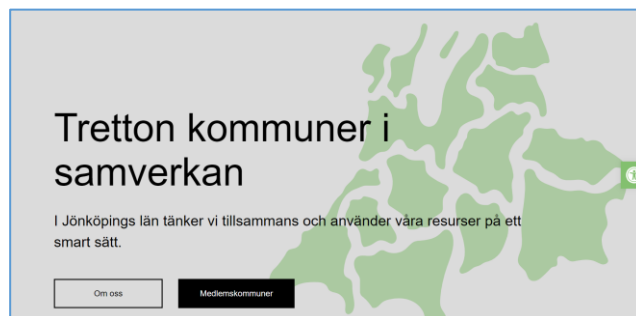 Tretton kommuner i
samverkan
I Jönköpings län tänker vi tillsammans och använder våra resurser på ett
smart sätt.
Om oss
Medlemskommuner